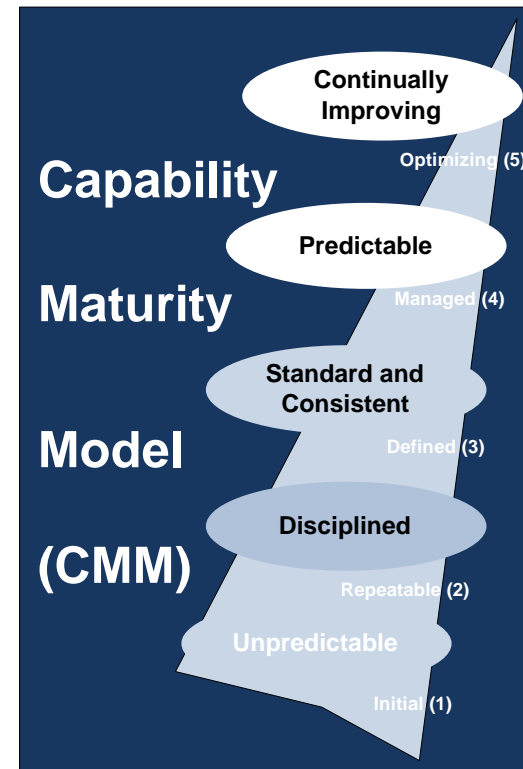 Continually
Improving
Optimizing (5)
Capability
Predictable
Maturity
Managed (4)
Standard and
Consistent
Model
Defined (3)
Disciplined
(CMM)
Repeatable (2)
Unpredictable
Initial (1)